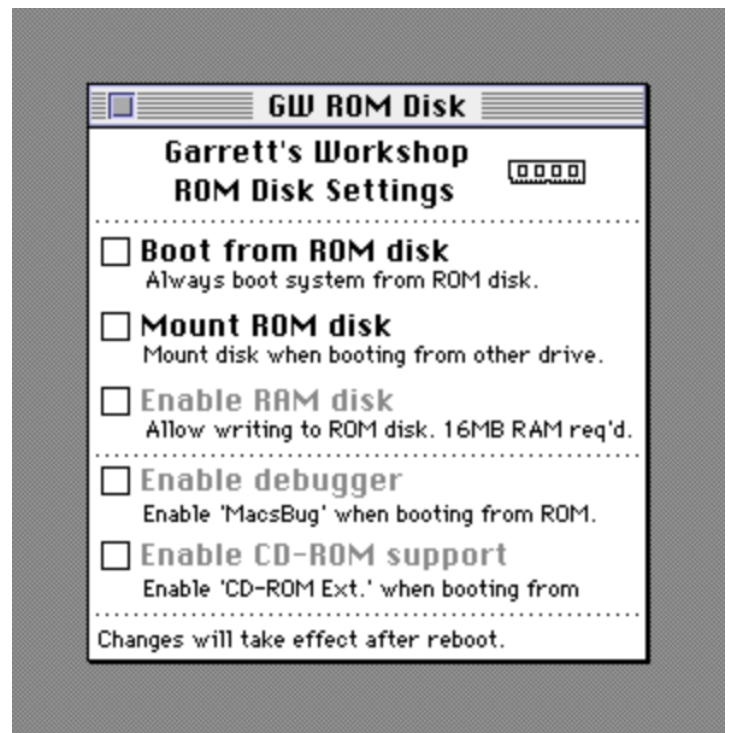 GW ROM Disk
Garrett's Workshop
ROM Disk Settings
Boot from ROM disk
Always boot system from ROM disk.
Mount ROM disk
Mount disk when booting from other drive.
Enable RAM disk
Allow writing to ROM disk. 16MB RAM req'd.
Enable debugger
Enable 'MacsBug' when booting from ROM.
Enable CD-ROM support
Enable 'CD-ROM Ext.' when booting from
Changes will take effect after reboot.